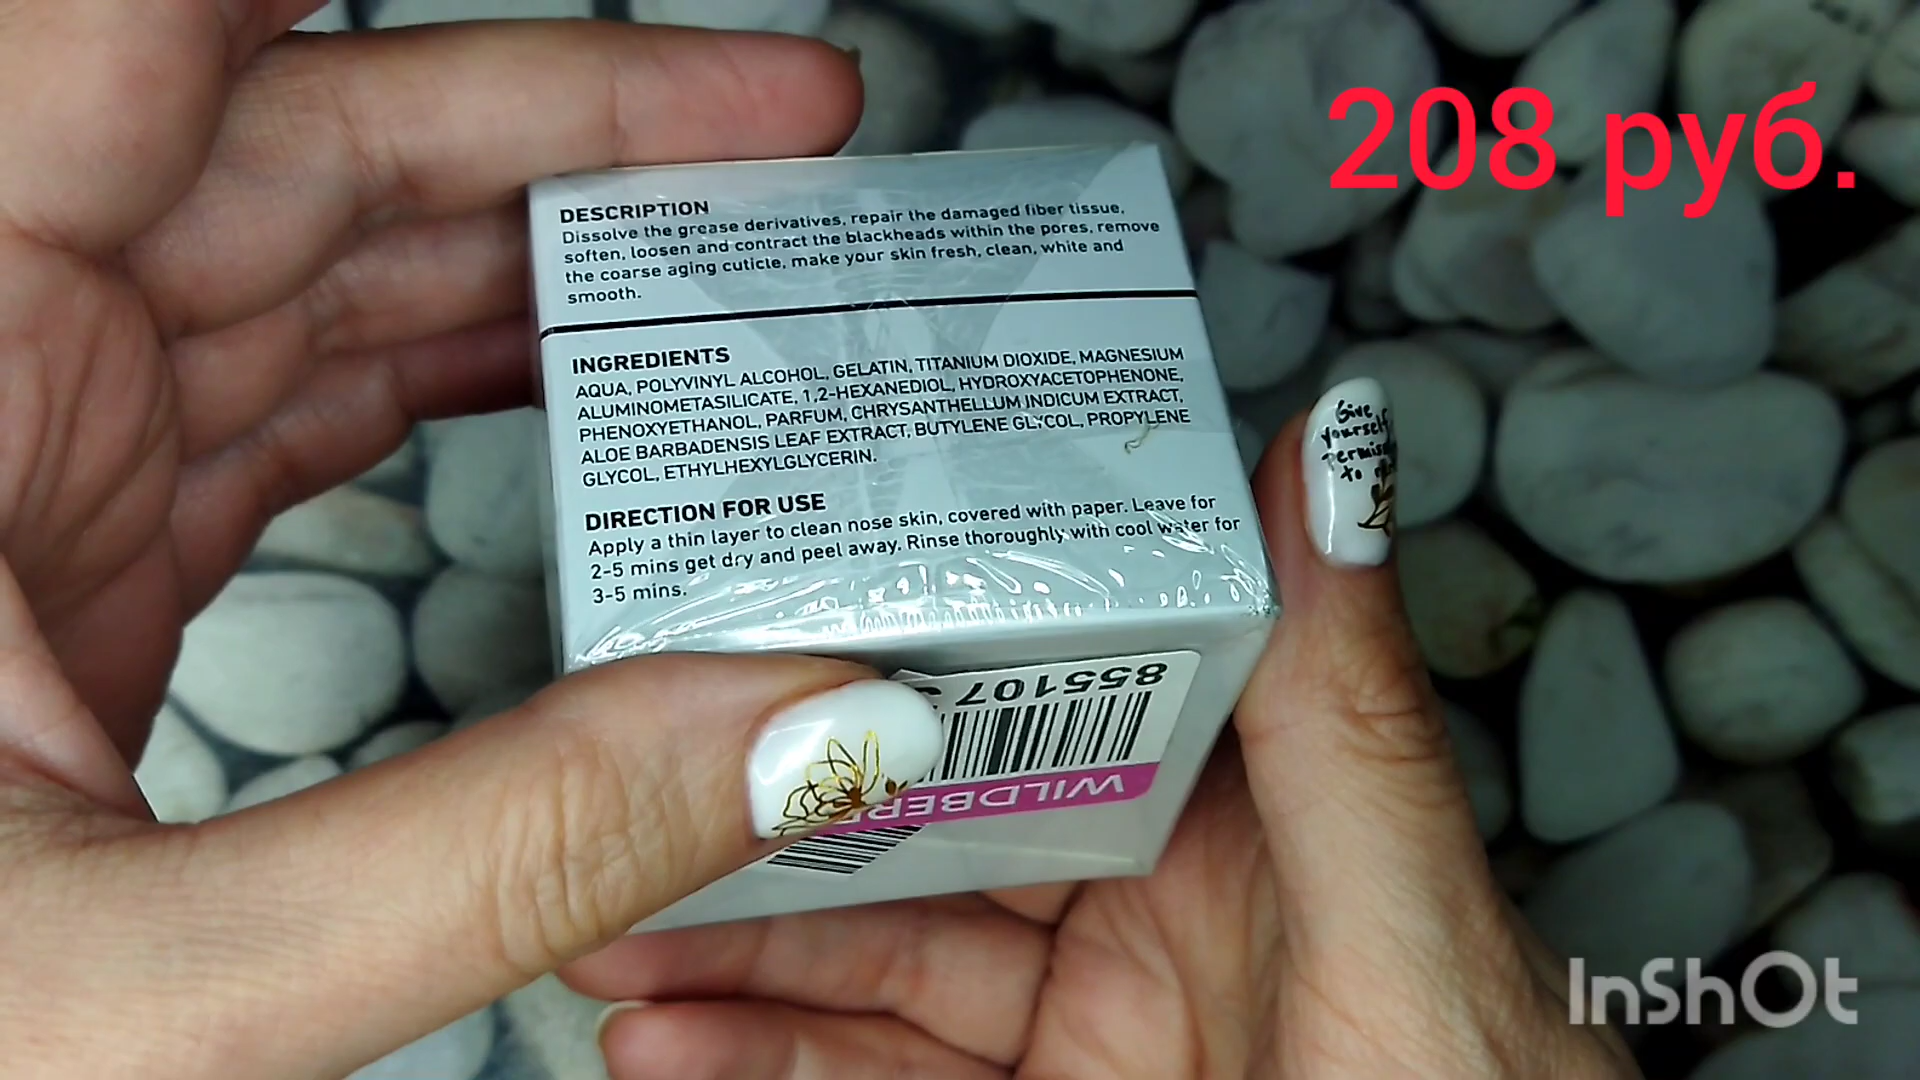 208 руб.
DESCRIPTION
Dissolve the grease derivatives, repair the damaged fiber tissue,
soften, loosen and contract the blackheads within the pores, remove
the coarse aging cuticle, make your skin fresh, clean, white and
smooth.
INGREDIENTS
AQUA, POLYVINYL ALCOHOL, GELATIN, TITANIUM DIOXIDE, MAGNESIUM
ALUMINOMETASILICATE, 1,2-HEXANEDIOL, HYDROXYACETOPHENONE,
PHENOXYETHANOL, PARFUM, CHRYSANTHELLUM INDICUM EXTRACT,
ALOE BARBADENSIS LEAF EXTRACT, BUTYLENE GLYCOL, PROPYLENE
GLYCOL, ETHYLHEXYLGLYCERIN.
DIRECTION FOR USE
Apply a thin layer to clean nose skin, covered with paper. Leave for
2-5 mins get dry and peel away. Rinse thoroughly with cool water for
3-5 mins.
Give
yourself
to
855107
WILDBER
InShOt